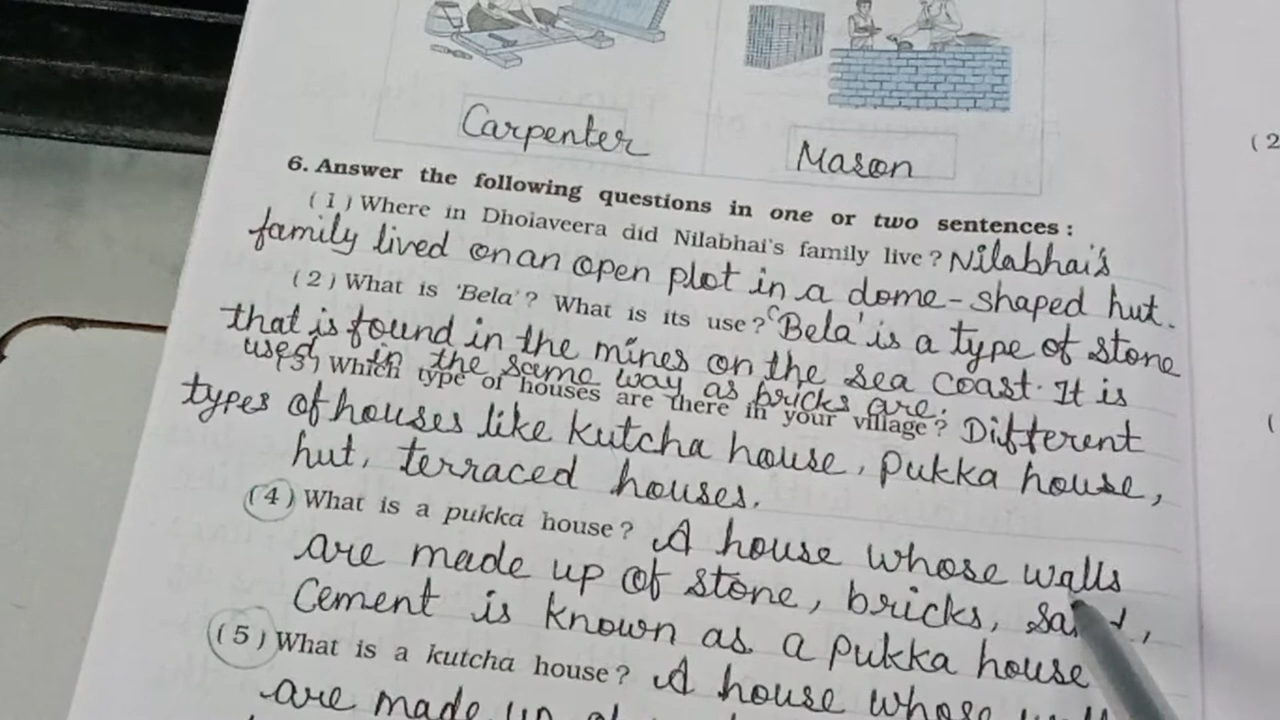 Carpenter
Mason
6. Answer the following questions in one or two sentences :
(1) Where in Dholaveera did Nilabhai's family live? Nilabhai's
family lived on an open plot in a dome-shaped hut.
(2) What is 'Bela'? What is its use? 'Bela' is a type of stone
that is found in the mines on the sea coast. It is
used in the same way as bricks are.
(3) Which type of houses are there in your village? Different
types of houses like kutcha house, pukka house,
hut, terraced houses.
(4) What is a pukka house? A house whose walls
are made up of stone, bricks,
Cement is known as a pukka house
(5) What is a kutcha house? A house whose
are made up
(2
(